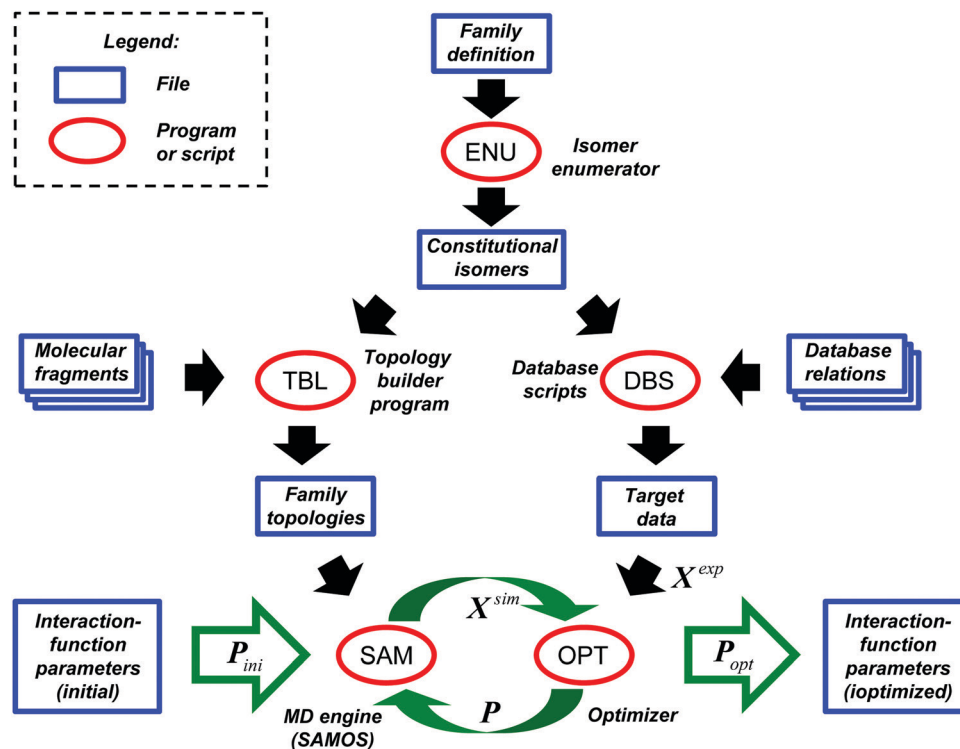 Legend:
File
Program
or script
Family
definition
ENU
Isomer
enumerator
Constitutional
isomers
Molecular
fragments
TBL
Topology
builder
program
Database
scripts
DBS
Database
relations
Family
topologies
Target
data
X^exp
X^sim
Interaction-
function
parameters
(initial)
P_ini
SAM
OPT
P_opt
Interaction-
function
parameters
(ioptimized)
MD engine
(SAMOS)
P
Optimizer